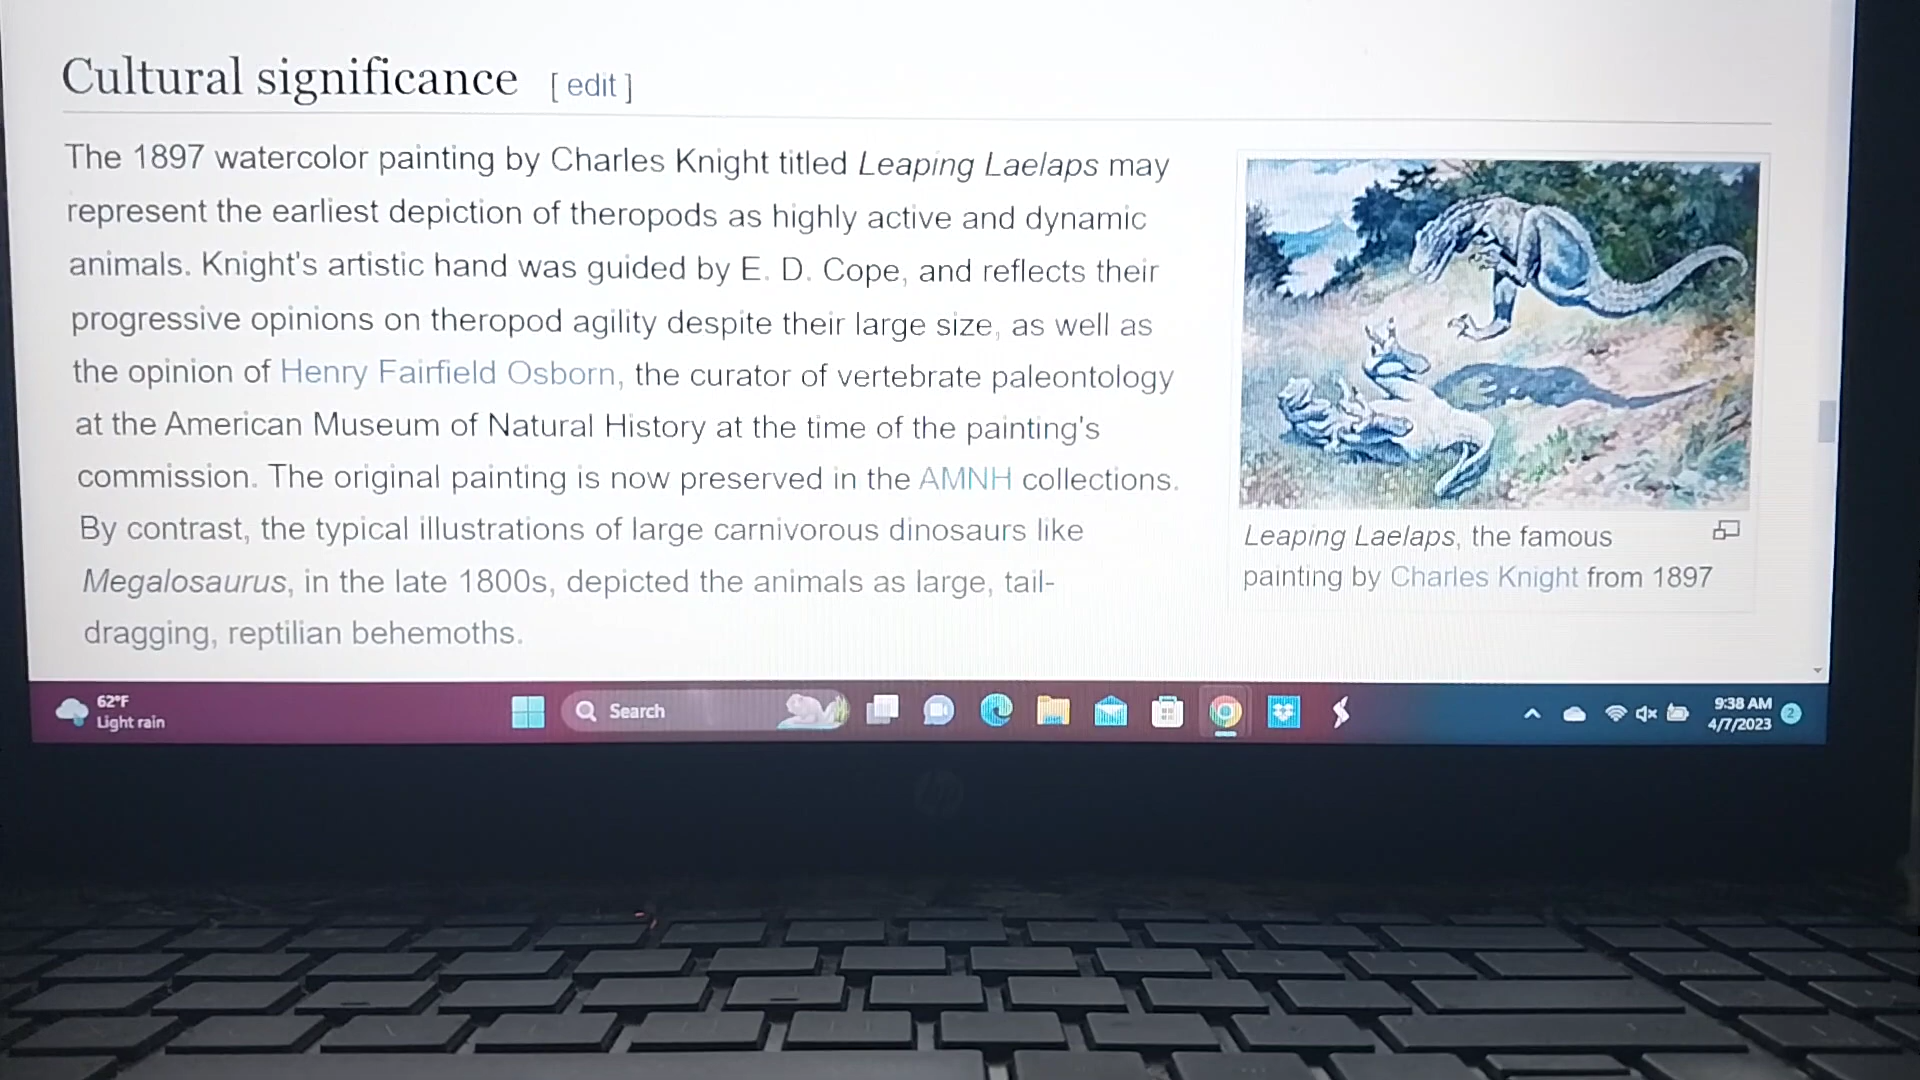 Cultural significance [ edit ]
The 1897 watercolor painting by Charles Knight titled Leaping Laelaps may
represent the earliest depiction of theropods as highly active and dynamic
animals. Knight's artistic hand was guided by E. D. Cope, and reflects their
progressive opinions on theropod agility despite their large size, as well as
the opinion of Henry Fairfield Osborn, the curator of vertebrate paleontology
at the American Museum of Natural History at the time of the painting's
commission. The original painting is now preserved in the AMNH collections.
By contrast, the typical illustrations of large carnivorous dinosaurs like
Megalosaurus, in the late 1800s, depicted the animals as large, tail-
dragging, reptilian behemoths.
Leaping Laelaps, the famous
painting by Charles Knight from 1897
62°F
Light rain
Search
9:38 AM
4/7/2023
2
hp